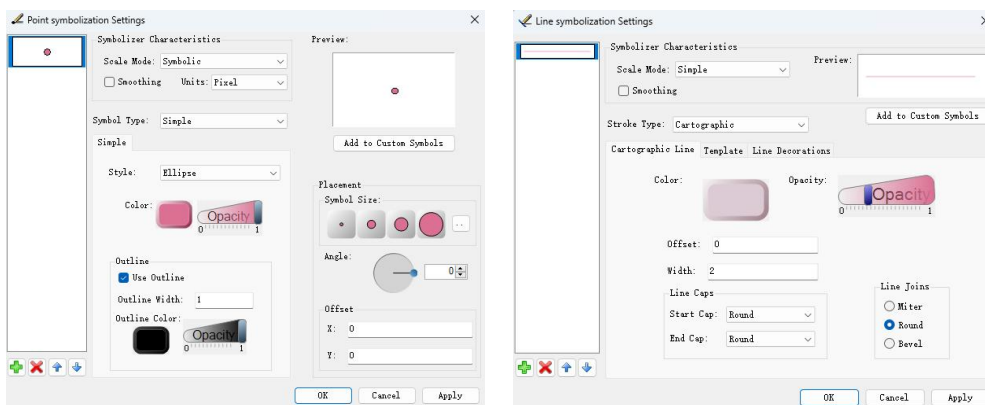 Point symbolization Settings
Symbolizer Characteristics
Scale Mode: Symbolic
Smoothing Units: Pixel
Symbol Type: Simple
Simple
Style: Ellipse
Color:
Opacity
0 1
Outline
Use Outline
Outline Width: 1
Outline Color:
Opacity
0 1
Preview:
Add to Custom Symbols
Placement
Symbol Size:
..
Angle:
0
Offset
X: 0
Y: 0
OK Cancel Apply
Line symbolization Settings
Symbolizer Characteristics
Scale Mode: Simple
Smoothing
Preview:
Stroke Type: Cartographic
Add to Custom Symbols
Cartographic Line Template Line Decorations
Color:
Opacity:
Opacity
0 1
Offset: 0
Width: 2
Line Caps
Start Cap: Round
End Cap: Round
Line Joins
Miter
Round
Bevel
OK Cancel Apply